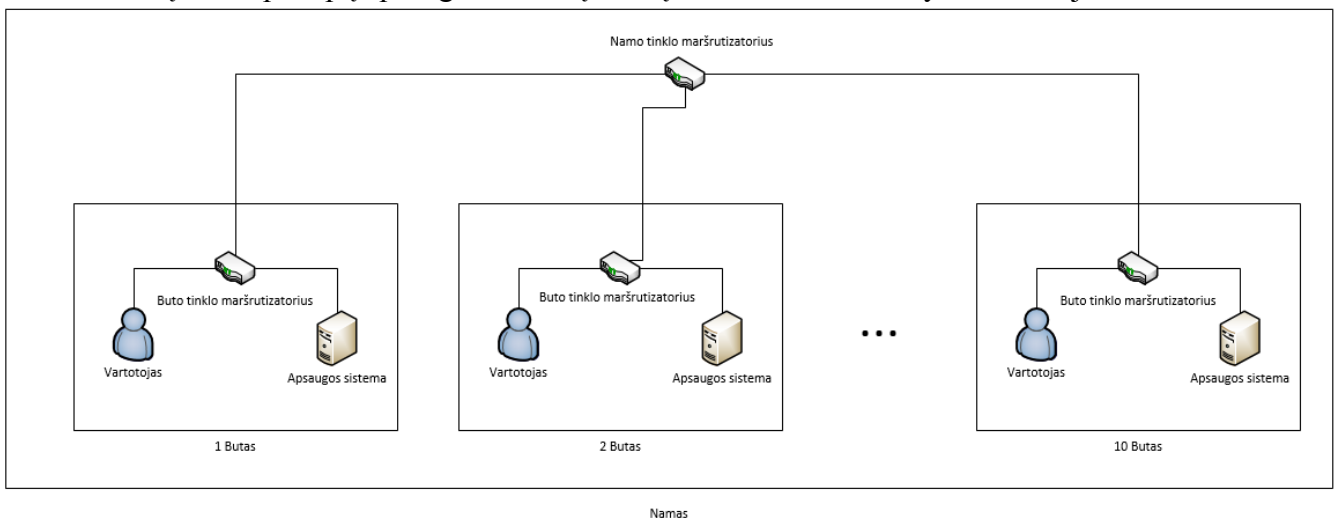 Namo tinklo maršrutizatorius
Buto tinklo maršrutizatorius
Vartotojas
Apsaugos sistema
1 Butas
Buto tinklo maršrutizatorius
Vartotojas
Apsaugos sistema
2 Butas
...
Buto tinklo maršrutizatorius
Vartotojas
Apsaugos sistema
10 Butas
Namas